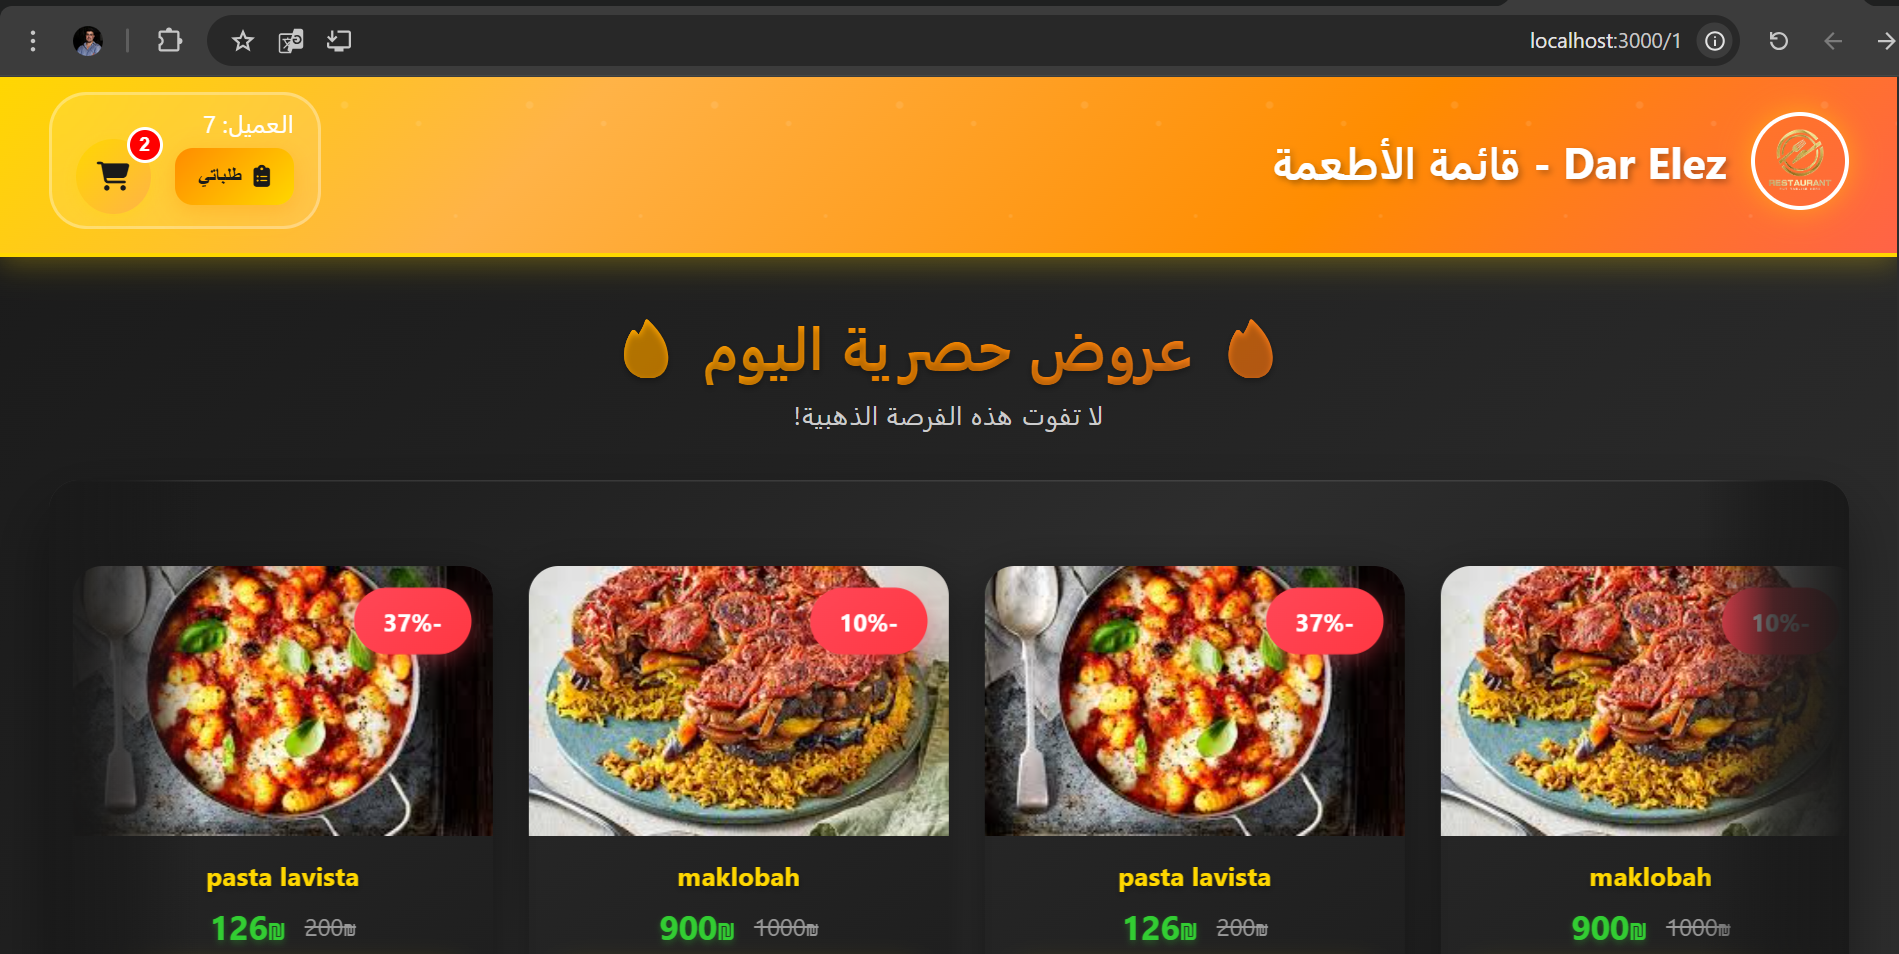 localhost:3000/1
RESTAURANT
Dar Elez - قائمة الأطعمة
العميل: 7
طلباتي
2
عروض حصرية اليوم
لا تفوت هذه الفرصة الذهبية!
10%-
37%-
10%-
37%-
maklobah
pasta lavista
maklobah
pasta lavista
900₪ 1000₪
126₪ 200₪
900₪ 1000₪
126₪ 200₪